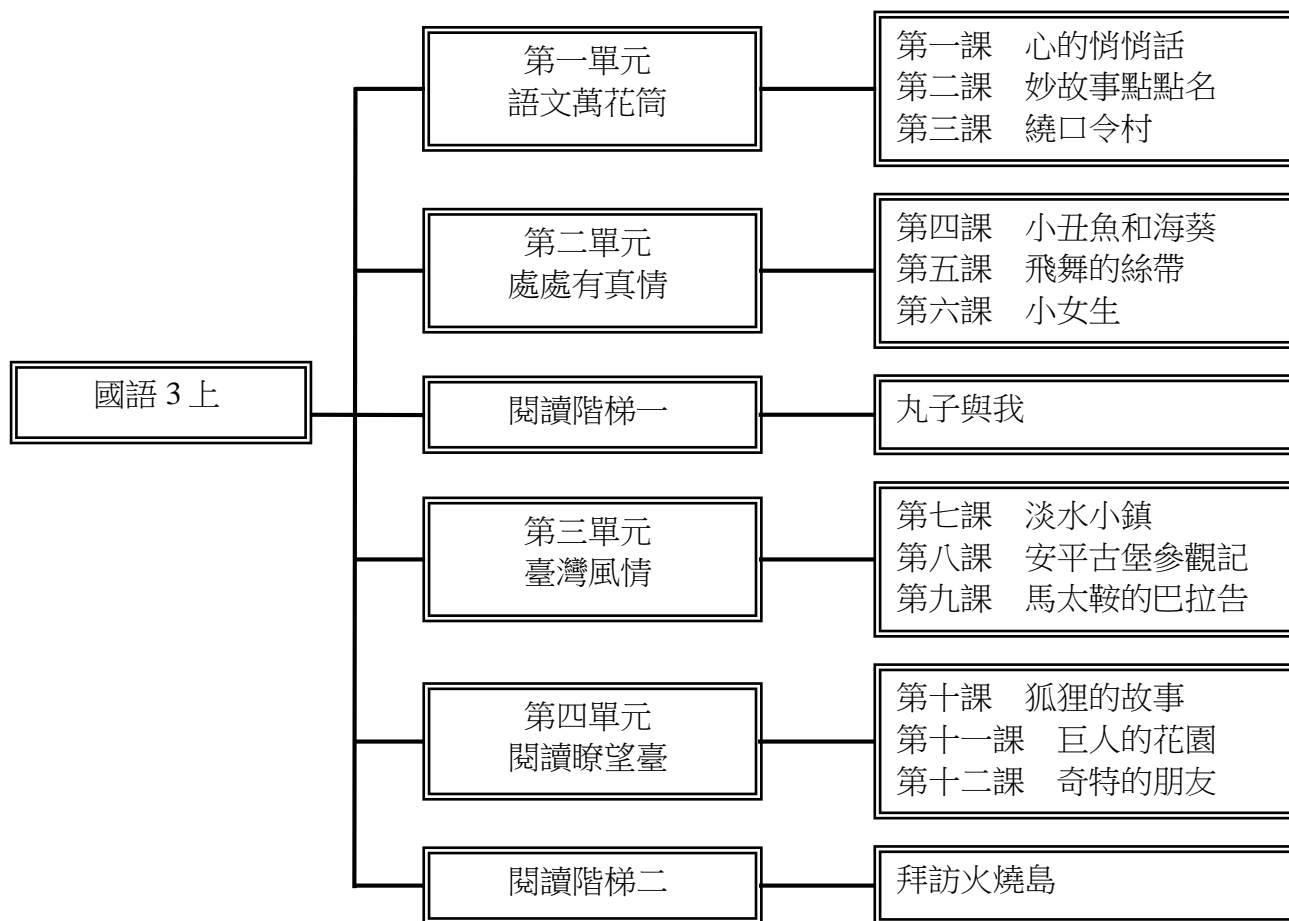 國語 3 上
第一單元
語文萬花筒
第一課　心的悄悄話
第二課　妙故事點點名
第三課　繞口令村
第二單元
處處有真情
第四課　小丑魚和海葵
第五課　飛舞的絲帶
第六課　小女生
閱讀階梯一
丸子與我
第三單元
臺灣風情
第七課　淡水小鎮
第八課　安平古堡參觀記
第九課　馬太鞍的巴拉告
第四單元
閱讀瞭望臺
第十課　狐狸的故事
第十一課　巨人的花園
第十二課　奇特的朋友
閱讀階梯二
拜訪火燒島